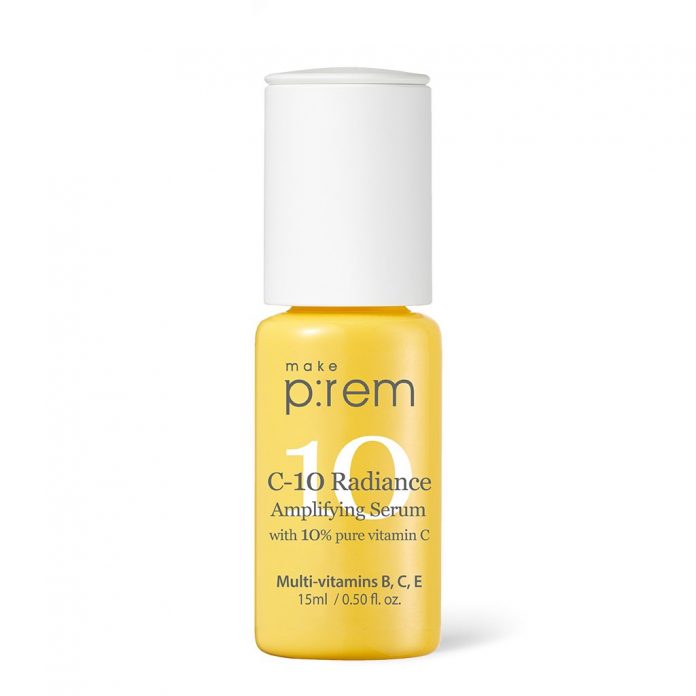 make
p:rem
10
C-10 Radiance
Amplifying Serum
with 10% pure vitamin C
Multi-vitamins B, C, E
15ml / 0.50 fl. oz.